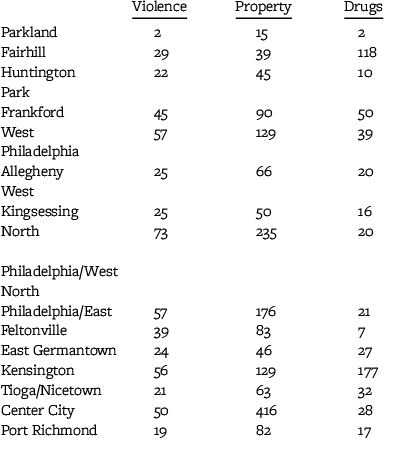 Violence Property Drugs
Parkland 2 15 2
Fairhill 29 39 118
Huntington 22 45 10
Park
Frankford 45 90 50
West 57 129 39
Philadelphia
Allegheny 25 66 20
West
Kingsessing 25 50 16
North 73 235 20
Philadelphia/West
North
Philadelphia/East 57 176 21
Feltonville 39 83 7
East Germantown 24 46 27
Kensington 56 129 177
Tioga/Nicetown 21 63 32
Center City 50 416 28
Port Richmond 19 82 17